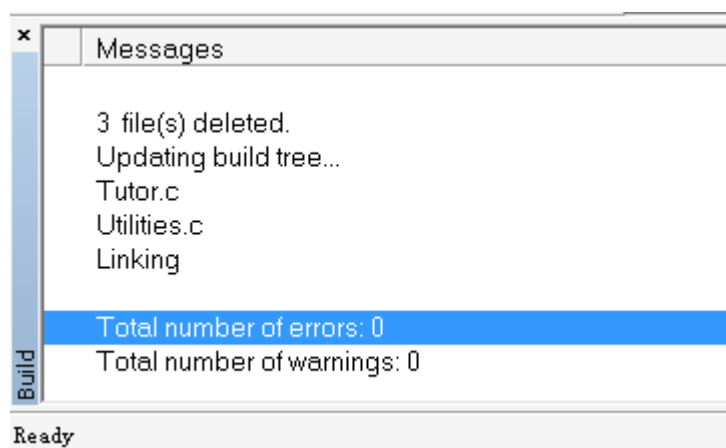 Messages
3 file(s) deleted.
Updating build tree...
Tutor.c
Utilities.c
Linking
Total number of errors: 0
Total number of warnings: 0
Build
Ready